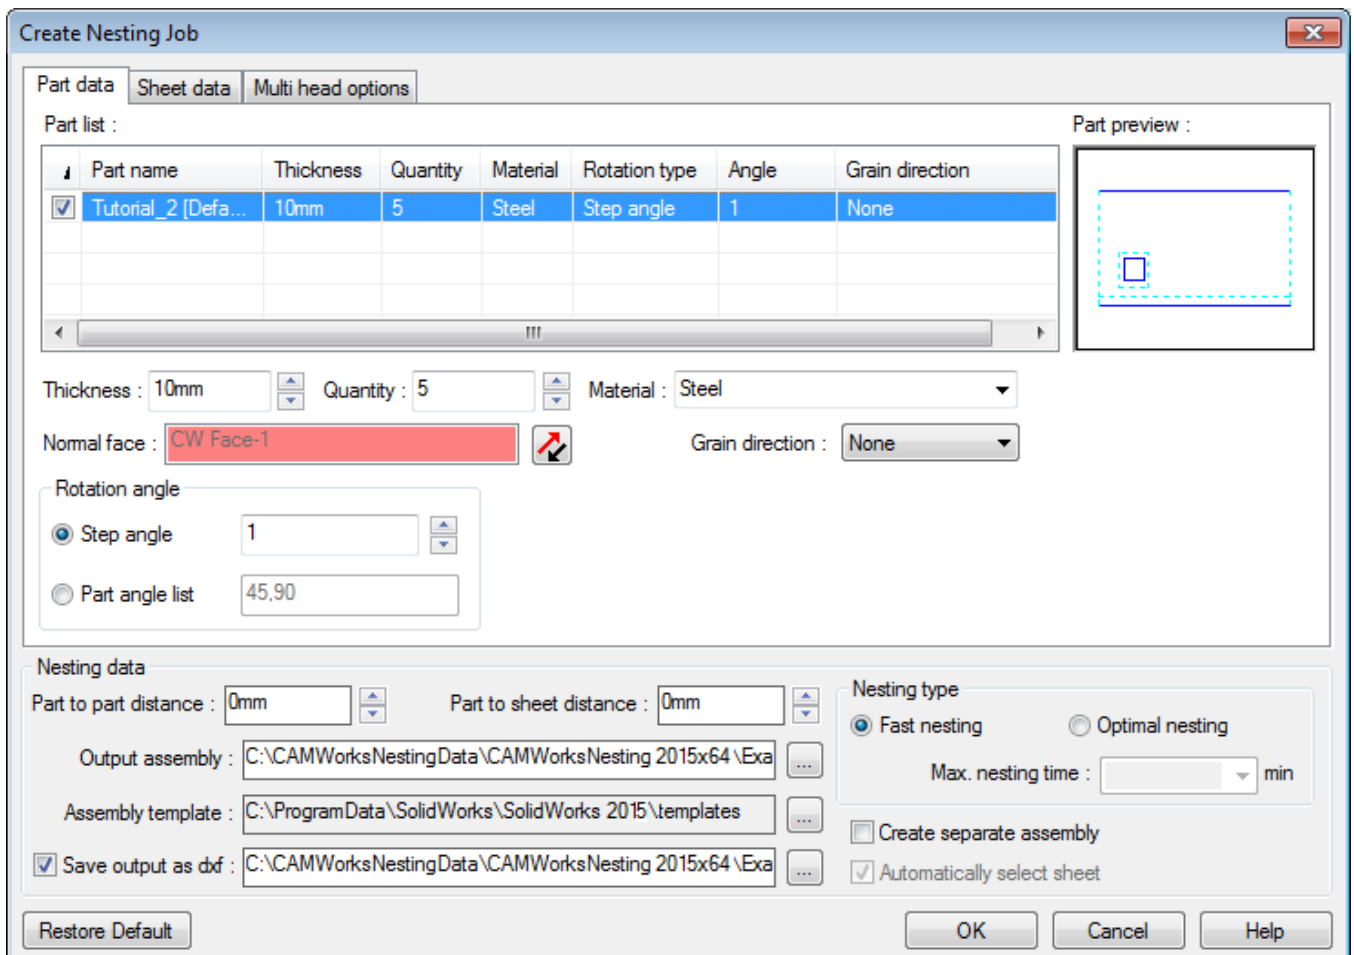 Create Nesting Job
Part data Sheet data Multi head options
Part list : Part preview :
Part name Thickness Quantity Material Rotation type Angle Grain direction
Tutorial_2 [Defa... 10mm 5 Steel Step angle 1 None
Thickness : 10mm Quantity : 5 Material : Steel
Normal face : CW Face-1 Grain direction : None
Rotation angle
Step angle 1
Part angle list 45,90
Nesting data
Part to part distance : 0mm Part to sheet distance : 0mm
Nesting type
Fast nesting Optimal nesting
Max. nesting time : min
Output assembly : C:\CAMWorksNestingData\CAMWorksNesting 2015x64\Exa ...
Assembly template : C:\ProgramData\SolidWorks\SolidWorks 2015\templates ...
Create separate assembly
Save output as dxf : C:\CAMWorksNestingData\CAMWorksNesting 2015x64\Exa ...
Automatically select sheet
Restore Default OK Cancel Help